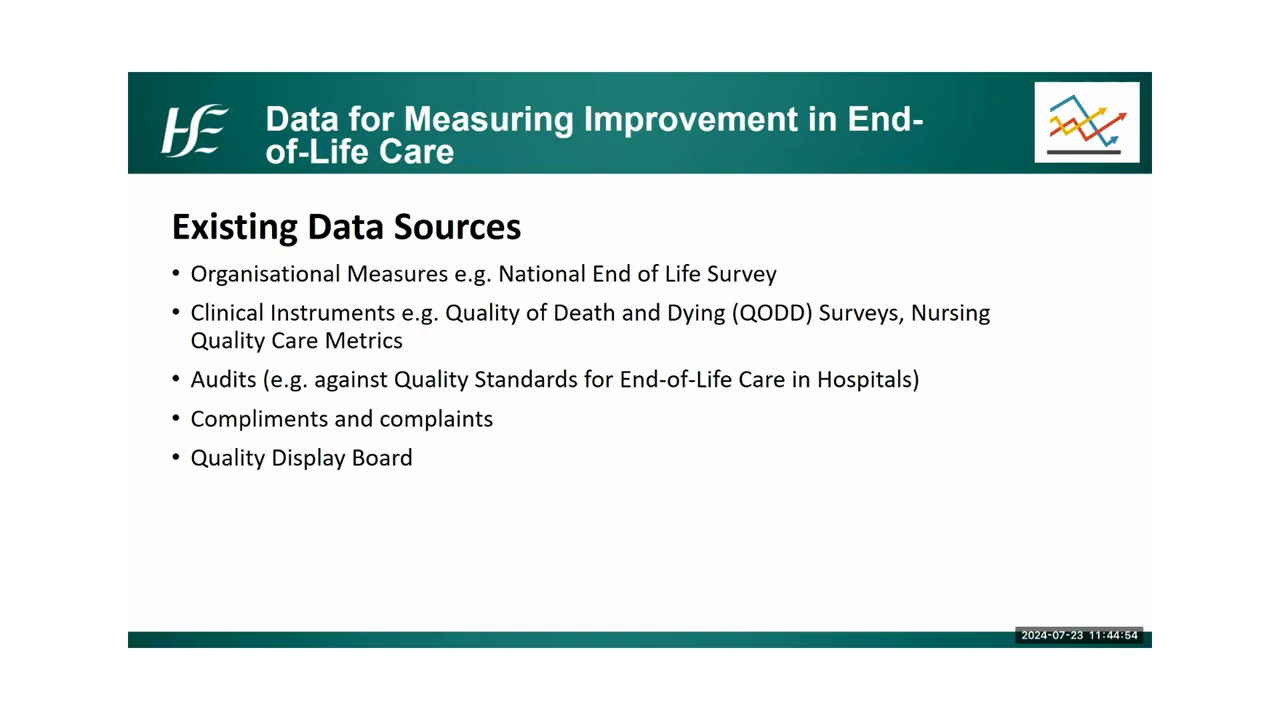 HSE
Data for Measuring Improvement in End-
of-Life Care
Existing Data Sources
• Organisational Measures e.g. National End of Life Survey
• Clinical Instruments e.g. Quality of Death and Dying (QODD) Surveys, Nursing
Quality Care Metrics
• Audits (e.g. against Quality Standards for End-of-Life Care in Hospitals)
• Compliments and complaints
• Quality Display Board
2024-07-23 11:44:54